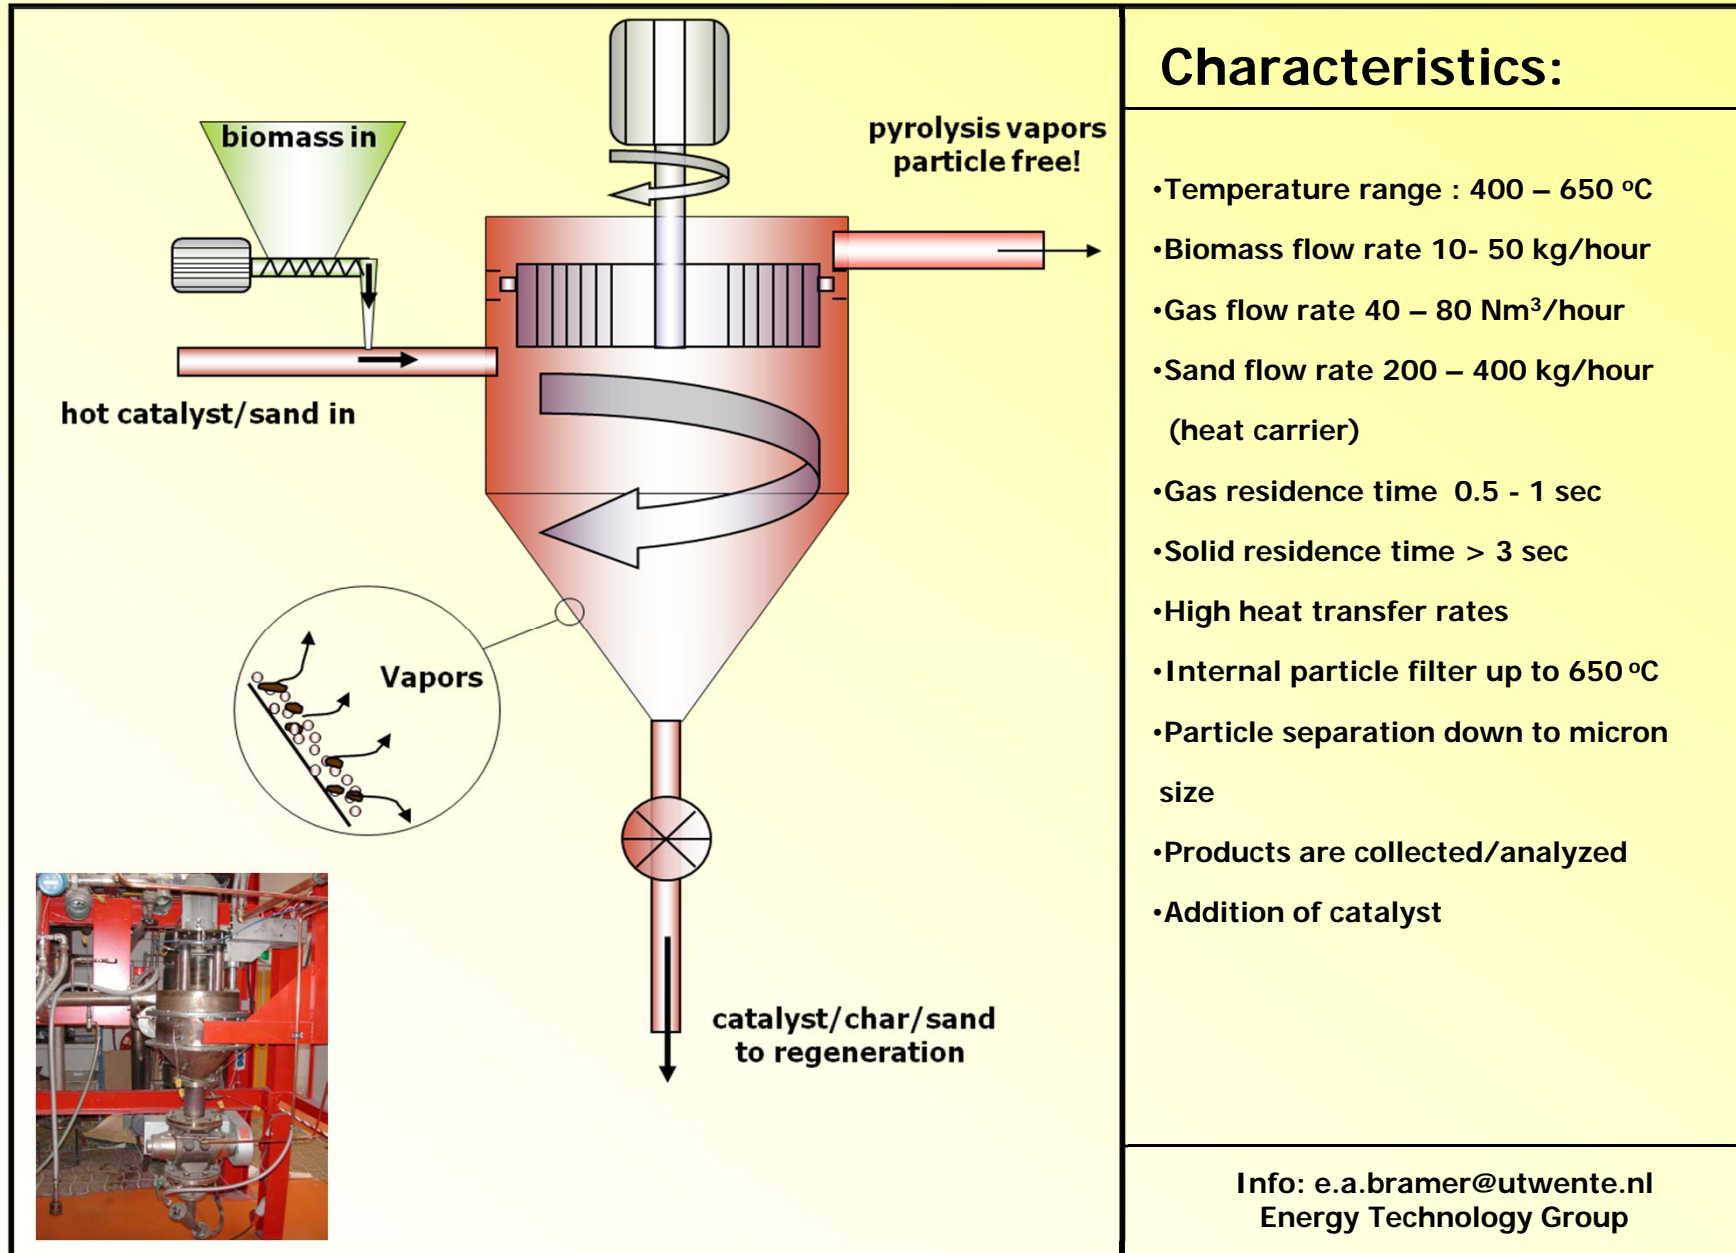 biomass in
pyrolysis vapors
particle free!
hot catalyst/sand in
Vapors
catalyst/char/sand
to regeneration
Characteristics:
•Temperature range : 400 – 650 ºC
•Biomass flow rate 10- 50 kg/hour
•Gas flow rate 40 – 80 Nm³/hour
•Sand flow rate 200 – 400 kg/hour
(heat carrier)
•Gas residence time  0.5 - 1 sec
•Solid residence time > 3 sec
•High heat transfer rates
•Internal particle filter up to 650 ºC
•Particle separation down to micron
size
•Products are collected/analyzed
•Addition of catalyst
Info: e.a.bramer@utwente.nl
Energy Technology Group